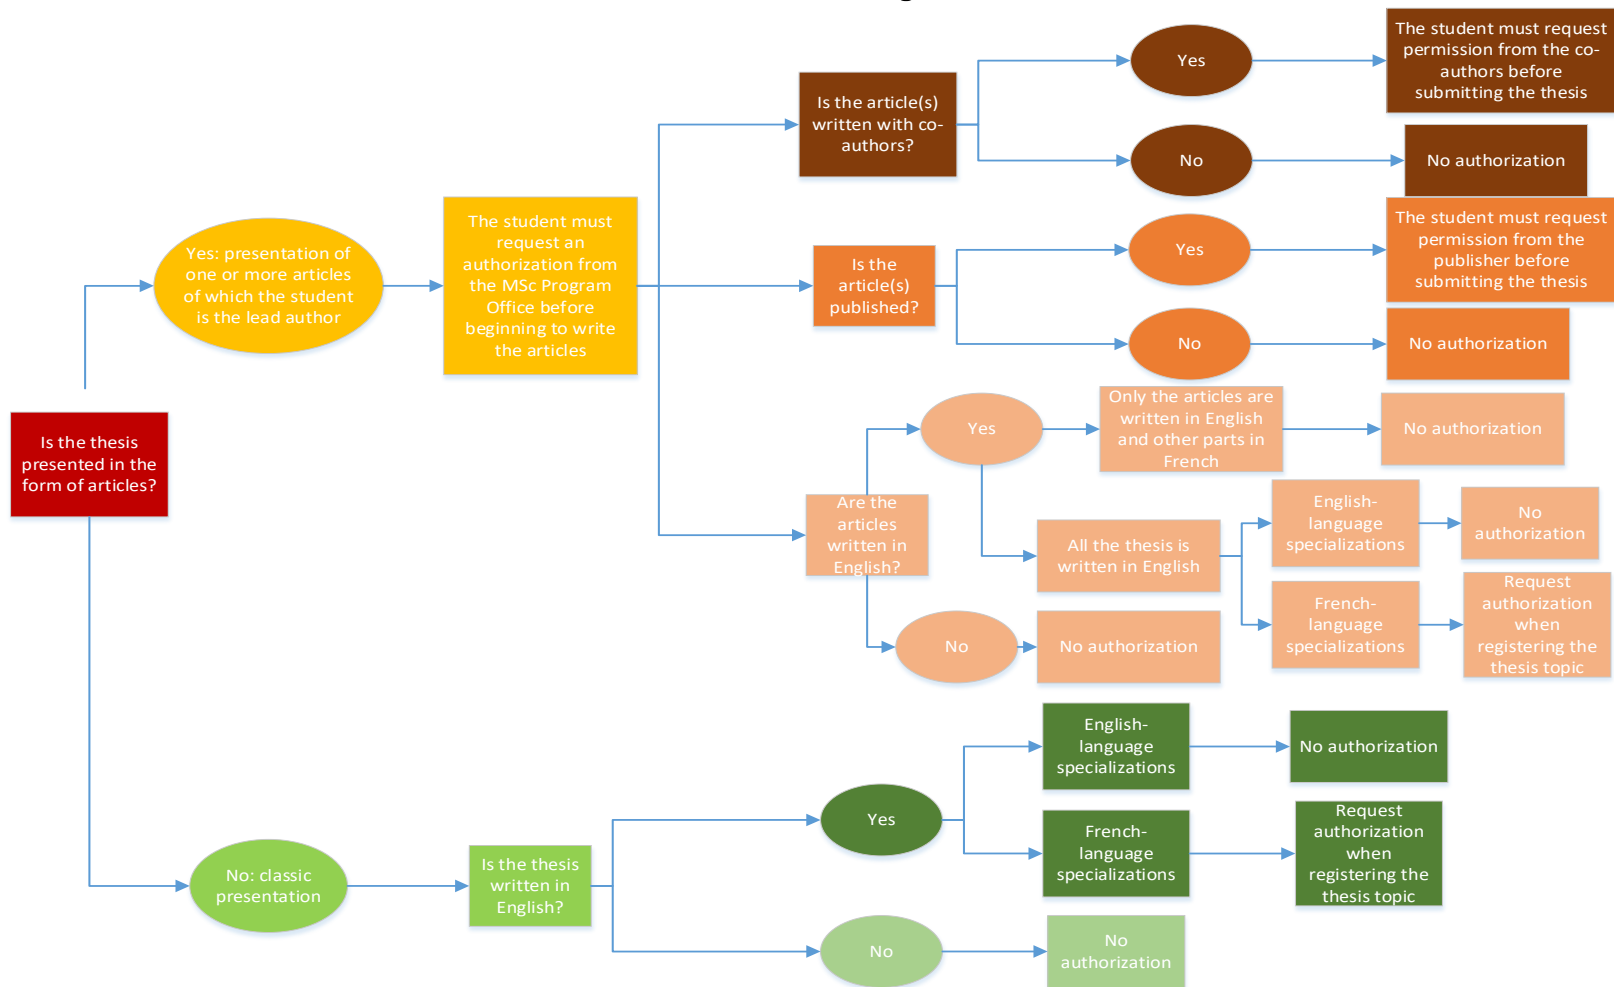 Is the thesis
presented in the
form of articles?
Yes: presentation of
one or more articles
of which the student
is the lead author
The student must
request an
authorization from
the MSc Program
Office before
beginning to write
the articles
Is the article(s)
written with co-
authors?
Yes
The student must request
permission from the co-
authors before
submitting the thesis
No
No authorization
Is the
article(s)
published?
Yes
The student must request
permission from the
publisher before
submitting the thesis
No
No authorization
Are the
articles
written in
English?
Yes
Only the articles are
written in English
and other parts in
French
No authorization
All the thesis is
written in English
English-
language
specializations
No
authorization
French-
language
specializations
Request
authorization
when
registering the
thesis topic
No
No authorization
No: classic
presentation
Is the thesis
written in
English?
Yes
English-
language
specializations
No authorization
French-
language
specializations
Request
authorization
when
registering the
thesis topic
No
No
authorization